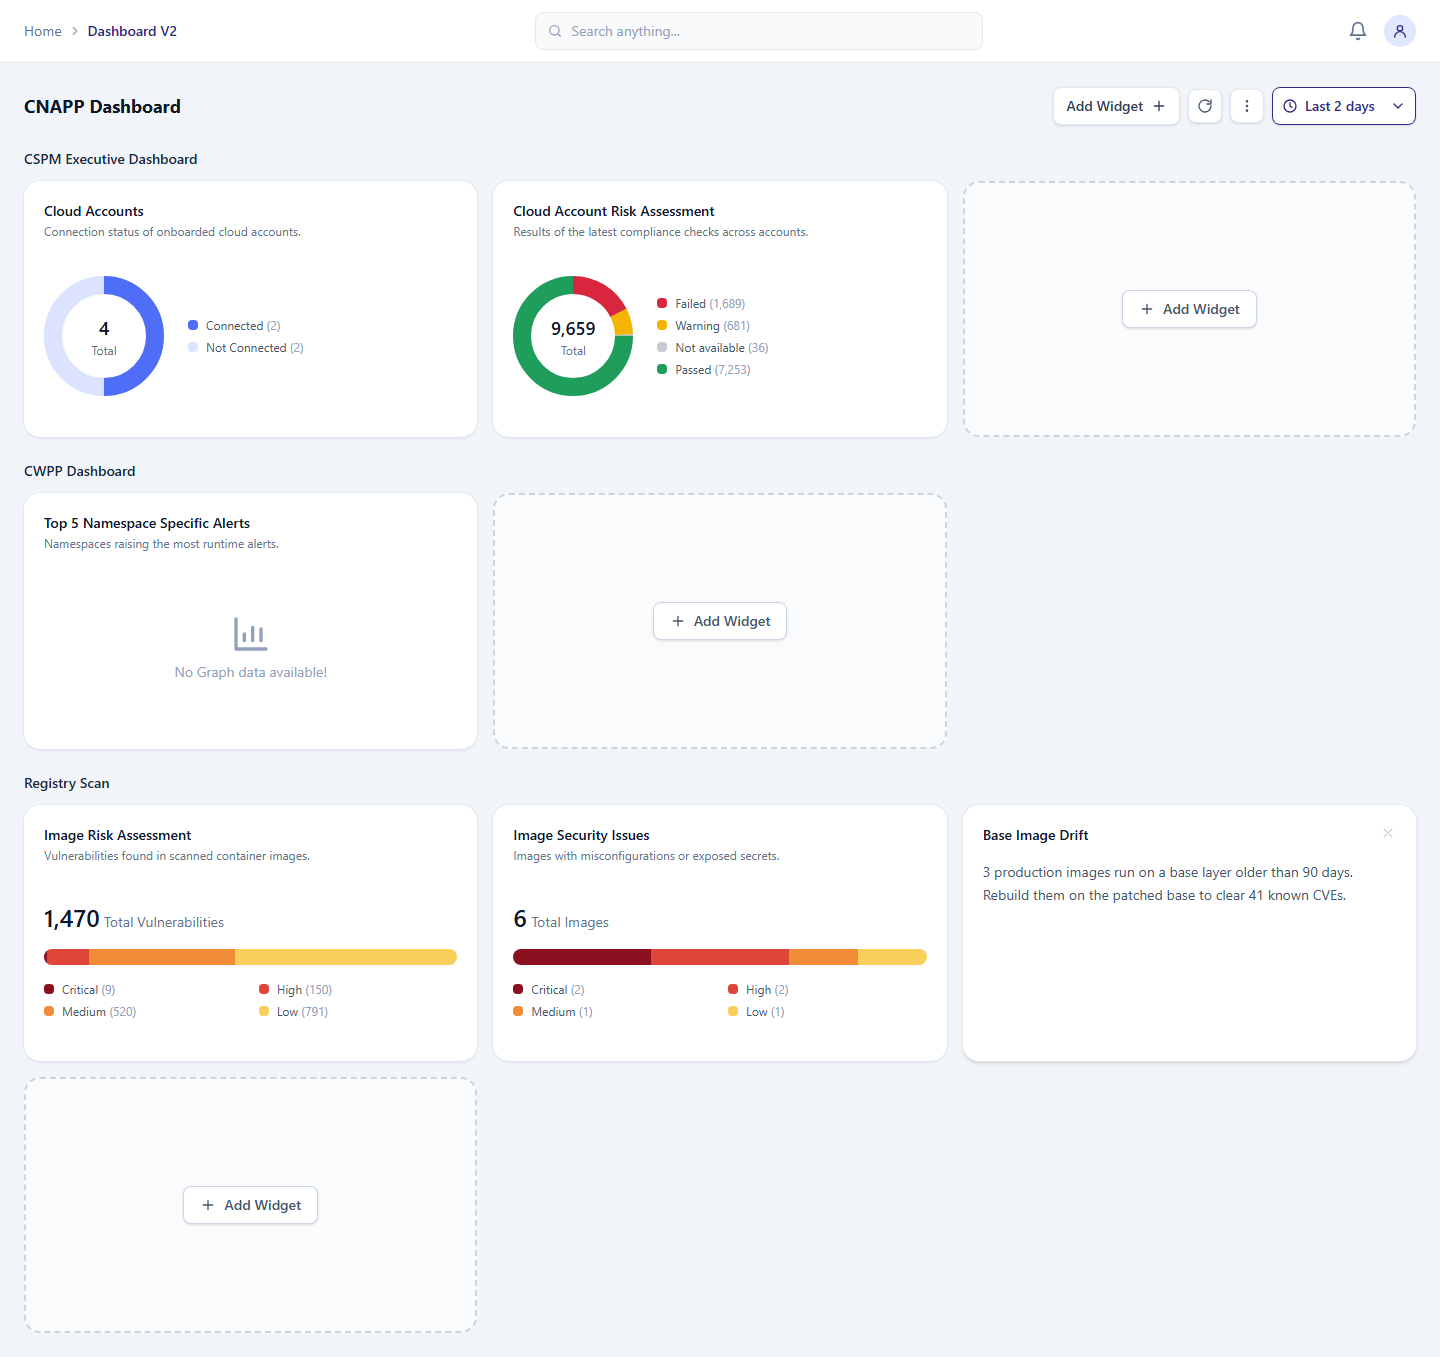 Home > Dashboard V2
Search anything...
CNAPP Dashboard
Add Widget +
Last 2 days
CSPM Executive Dashboard
Cloud Accounts
Connection status of onboarded cloud accounts.
4
Total
Connected (2)
Not Connected (2)
Cloud Account Risk Assessment
Results of the latest compliance checks across accounts.
9,659
Total
Failed (1,689)
Warning (681)
Not available (36)
Passed (7,253)
+ Add Widget
CWPP Dashboard
Top 5 Namespace Specific Alerts
Namespaces raising the most runtime alerts.
No Graph data available!
+ Add Widget
Registry Scan
Image Risk Assessment
Vulnerabilities found in scanned container images.
1,470 Total Vulnerabilities
Critical (9)
High (150)
Medium (520)
Low (791)
Image Security Issues
Images with misconfigurations or exposed secrets.
6 Total Images
Critical (2)
High (2)
Medium (1)
Low (1)
Base Image Drift
3 production images run on a base layer older than 90 days.
Rebuild them on the patched base to clear 41 known CVEs.
+ Add Widget